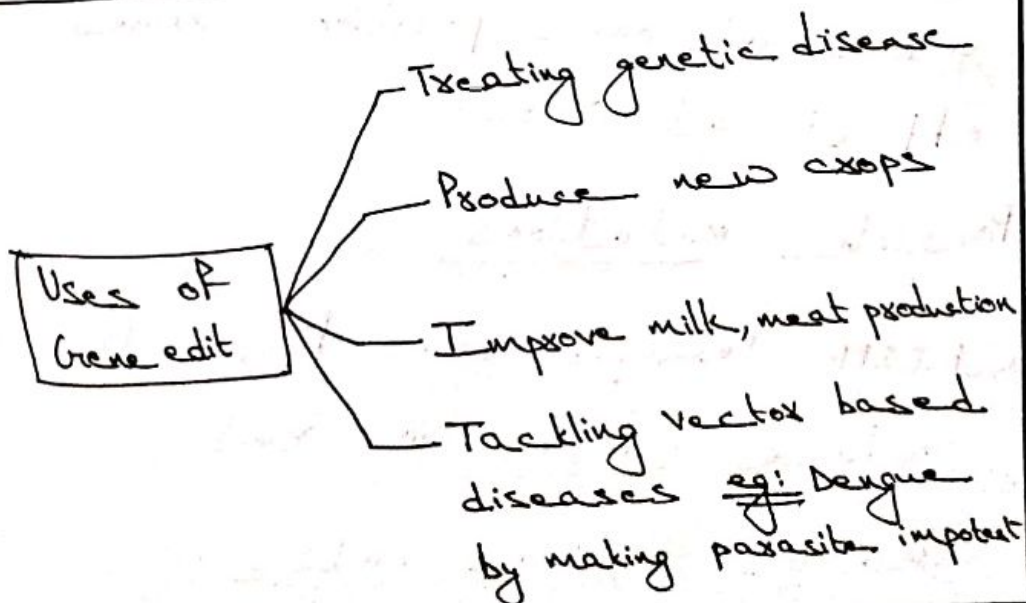 Treating genetic disease
Produce new crops
Uses of
Gene edit
Improve milk, meat production
Tackling vector based
diseases eg: Dengue
by making parasite impotent